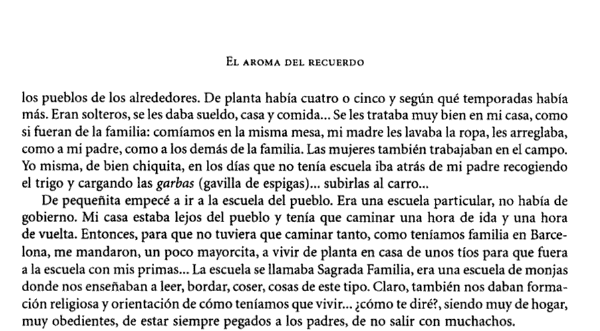 EL AROMA DEL RECUERDO
los pueblos de los alrededores. De planta había cuatro o cinco y según qué temporadas había
más. Eran solteros, se les daba sueldo, casa y comida... Se les trataba muy bien en mi casa, como
si fueran de la familia: comíamos en la misma mesa, mi madre les lavaba la ropa, les arreglaba,
como a mi padre, como a los demás de la familia. Las mujeres también trabajaban en el campo.
Yo misma, de bien chiquita, en los días que no tenía escuela iba atrás de mi padre recogiendo
el trigo y cargando las garbas (gavilla de espigas)... subirlas al carro...
De pequeñita empecé a ir a la escuela del pueblo. Era una escuela particular, no había de
gobierno. Mi casa estaba lejos del pueblo y tenía que caminar una hora de ida y una hora
de vuelta. Entonces, para que no tuviera que caminar tanto, como teníamos familia en Barce-
lona, me mandaron, un poco mayorcita, a vivir de planta en casa de unos tíos para que fuera
a la escuela con mis primas... La escuela se llamaba Sagrada Familia, era una escuela de monjas
donde nos enseñaban a leer, bordar, coser, cosas de este tipo. Claro, también nos daban forma-
ción religiosa y orientación de cómo teníamos que vivir... ¿cómo te diré?, siendo muy de hogar,
muy obedientes, de estar siempre pegados a los padres, de no salir con muchachos.